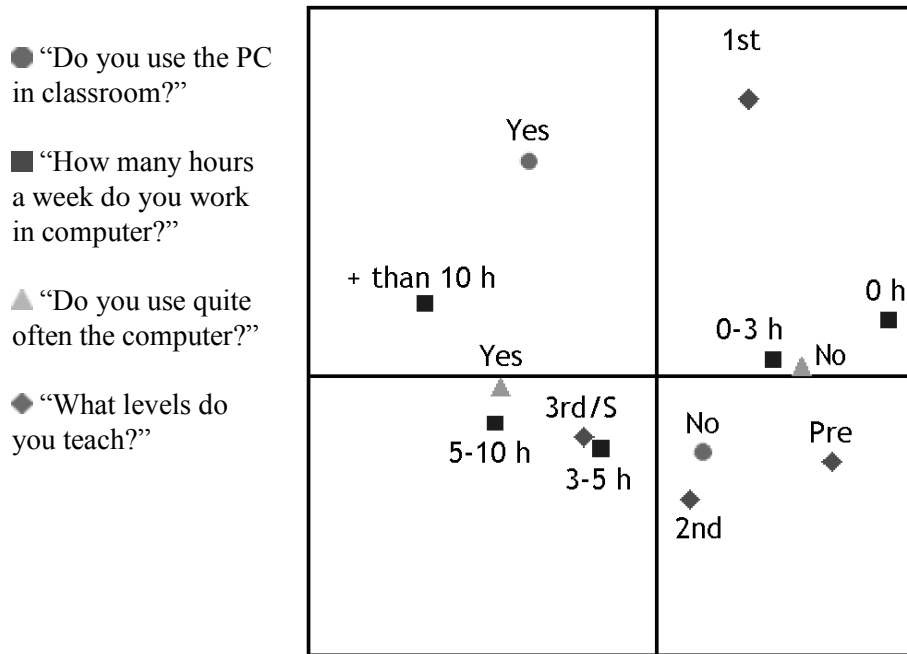 “Do you use the PC
in classroom?”
“How many hours
a week do you work
in computer?”
“Do you use quite
often the computer?”
“What levels do
you teach?”
1st
Yes
+ than 10 h
0 h
0-3 h
No
Yes
3rd/S
5-10 h
3-5 h
No
Pre
2nd